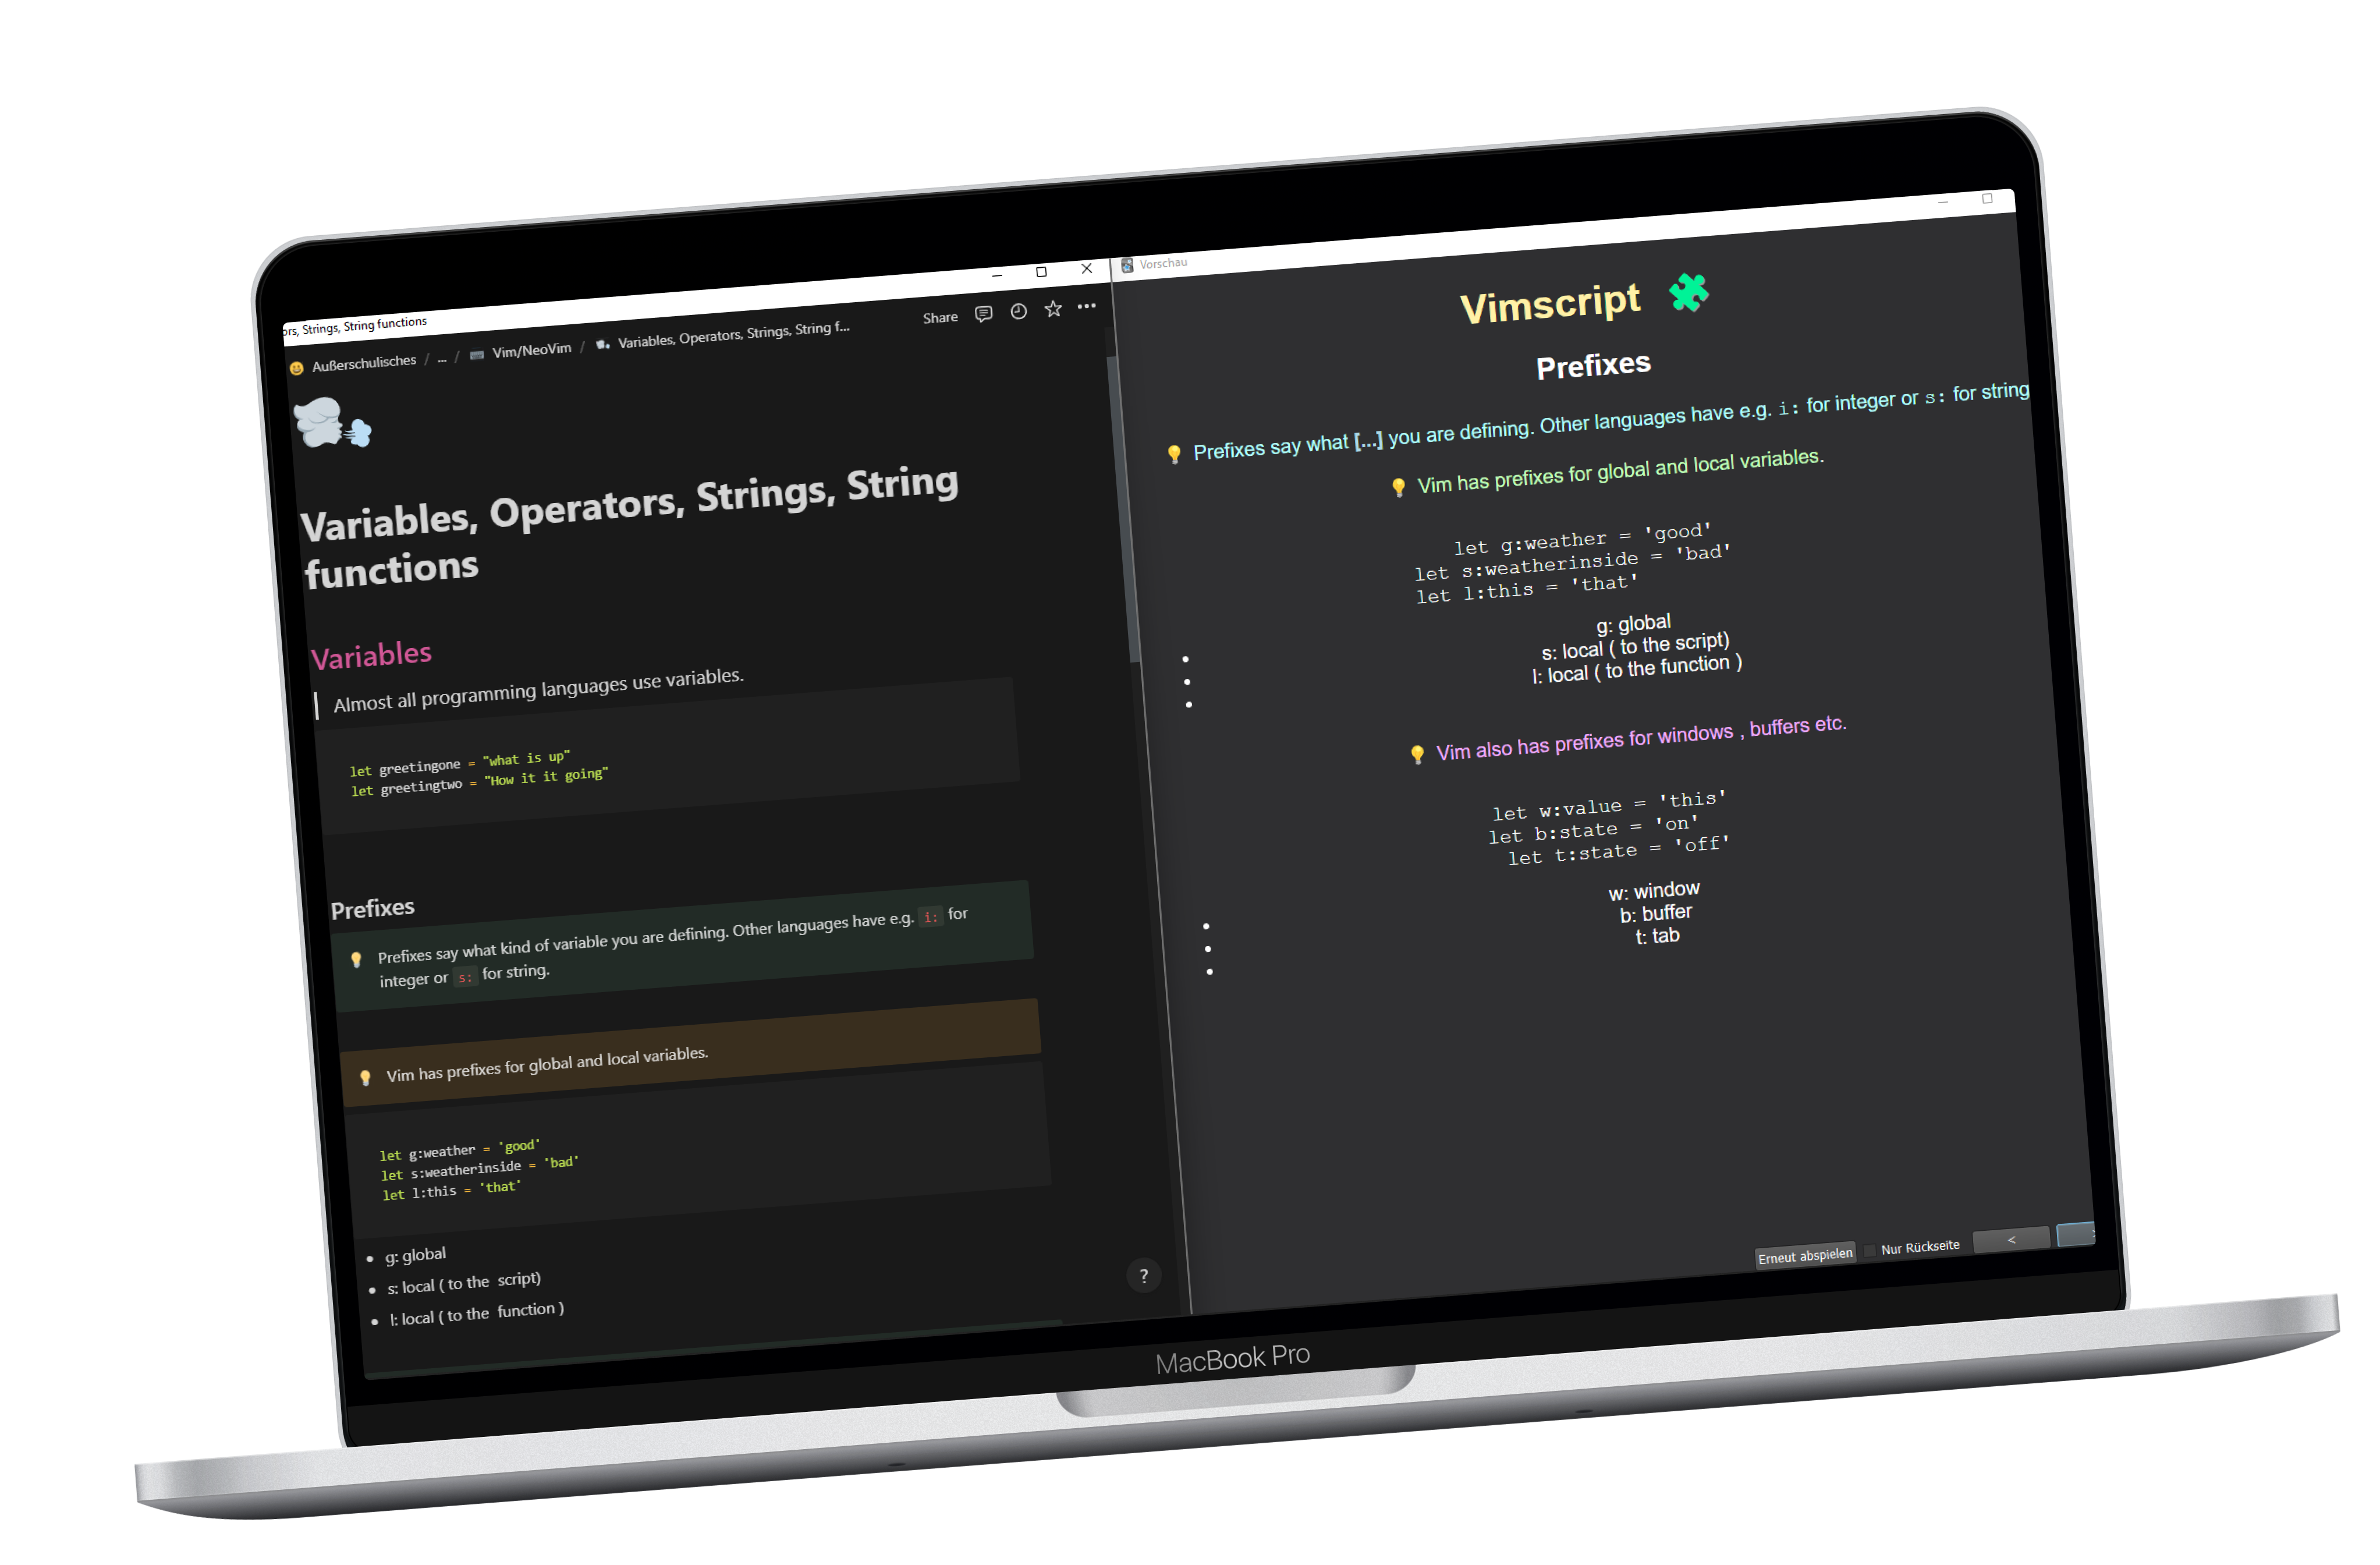 ors, Strings, String functions
Außerschulisches / ... / Vim/NeoVim / Variables, Operators, Strings, String f...
Share
Variables, Operators, Strings, String
functions
Variables
Almost all programming languages use variables.
let greetingone = "what is up"
let greetingtwo = "How it it going"
Prefixes
Prefixes say what kind of variable you are defining. Other languages have e.g. i: for
integer or s: for string.
Vim has prefixes for global and local variables.
let g:weather = 'good'
let s:weatherinside = 'bad'
let l:this = 'that'
• g: global
• s: local ( to the script)
• l: local ( to the function )
?
Vorschau
Vimscript
Prefixes
Prefixes say what [...] you are defining. Other languages have e.g. i: for integer or s: for string
Vim has prefixes for global and local variables.
let g:weather = 'good'
let s:weatherinside = 'bad'
let l:this = 'that'
• g: global
• s: local ( to the script)
• l: local ( to the function )
Vim also has prefixes for windows , buffers etc.
let w:value = 'this'
let b:state = 'on'
let t:state = 'off'
• w: window
• b: buffer
• t: tab
Erneut abspielen Nur Rückseite < >
MacBook Pro